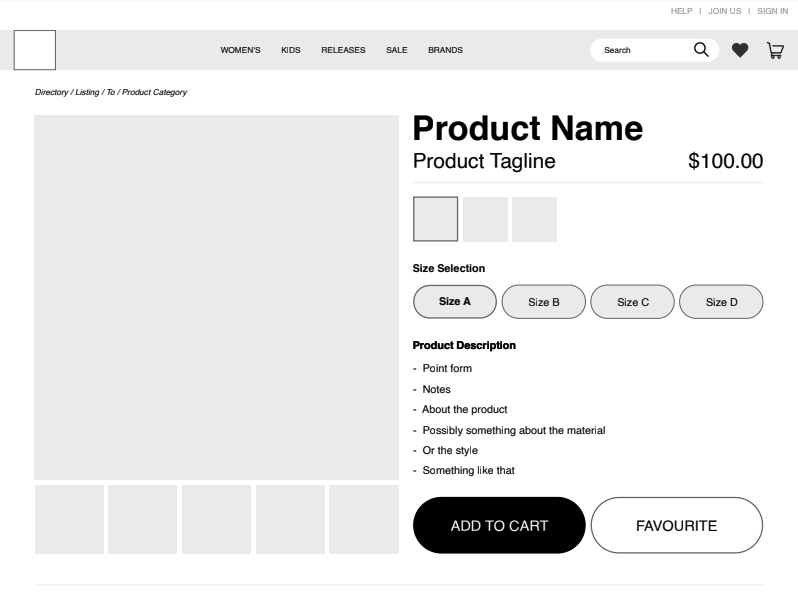 HELP | JOIN US | SIGN IN
WOMEN'S KIDS RELEASES SALE BRANDS Search
Directory / Listing / To / Product Category
Product Name
Product Tagline $100.00
Size Selection
Size A Size B Size C Size D
Product Description
- Point form
- Notes
- About the product
- Possibly something about the material
- Or the style
- Something like that
ADD TO CART FAVOURITE